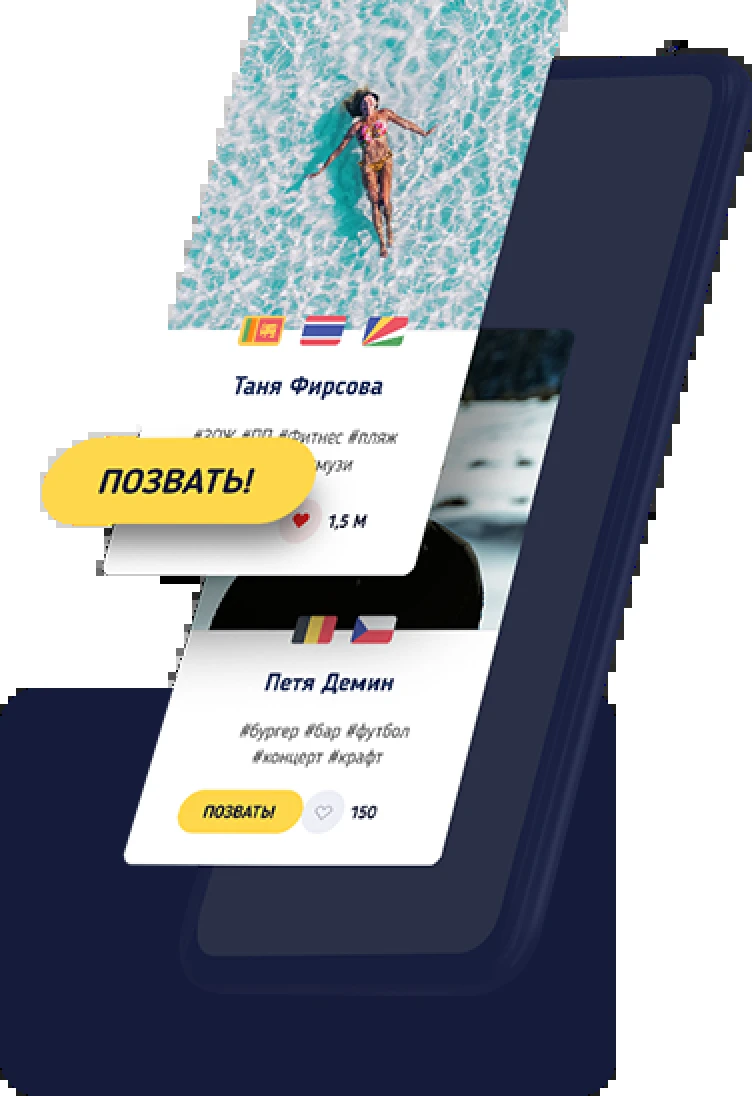 Таня Фирсова
#ЗОЖ #ПП #Фитнес #пляж
музи
ПОЗВАТЬ!
1,5 М
Петя Демин
#бургер #бар #футбол
#концерт #крафт
ПОЗВАТЬ! 150